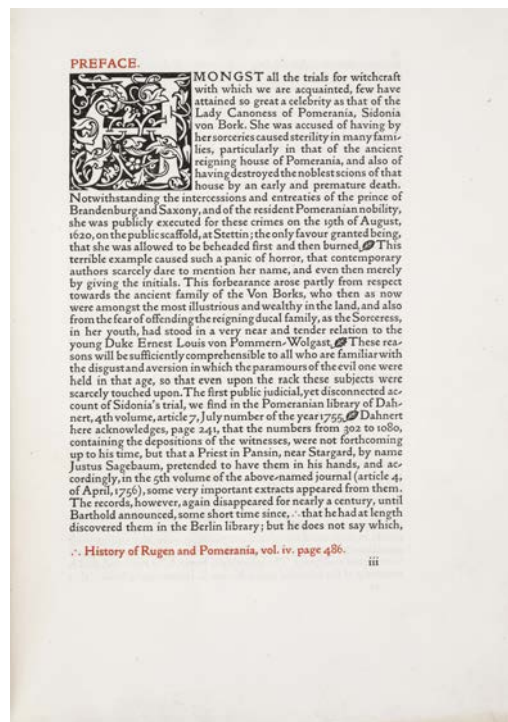 PREFACE.
AMONGST all the trials for witchcraft
with which we are acquainted, few have
attained so great a celebrity as that of the
Lady Canoness of Pomerania, Sidonia
von Bork. She was accused of having by
her sorceries caused sterility in many fami-
lies, particularly in that of the ancient
reigning house of Pomerania, and also of
having destroyed the noblest scions of that
house by an early and premature death.
Notwithstanding the intercessions and entreaties of the prince of
Brandenburg and Saxony, and of the resident Pomeranian nobility,
she was publicly executed for these crimes on the 19th of August,
1620, on the public scaffold, at Stettin; the only favour granted being,
that she was allowed to be beheaded first and then burned. This
terrible example caused such a panic of horror, that contemporary
authors scarcely dare to mention her name, and even then merely
by giving the initials. This forbearance arose partly from respect
towards the ancient family of the Von Borks, who then as now
were amongst the most illustrious and wealthy in the land, and also
from the fear of offending the reigning ducal family, as the Sorceress,
in her youth, had stood in a very near and tender relation to the
young Duke Ernest Louis von Pommern-Wolgast. These rea-
sons will be sufficiently comprehensible to all who are familiar with
the disgust and aversion in which the paramours of the evil one were
held in that age, so that even upon the rack these subjects were
scarcely touched upon. The first public, judicial, yet disconnected ac-
count of Sidonia's trial, we find in the Pomeranian library of Dah-
nert, 4th volume, article 7, July number of the year 1755. Dahnert
here acknowledges, page 241, that the numbers from 302 to 1080,
containing the depositions of the witnesses, were not forthcoming
up to his time, but that a Priest in Pansin, near Stargard, by name
Justus Sagebaum, pretended to have them in his hands, and ac-
cordingly, in the 5th volume of the above-named journal (article 4,
of April, 1756), some very important extracts appeared from them.
The records, however, again disappeared for nearly a century, until
Barthold announced, some short time since, ∴ that he had at length
discovered them in the Berlin library; but he does not say which,
∴ History of Rugen and Pomerania, vol. iv. page 486.
iii